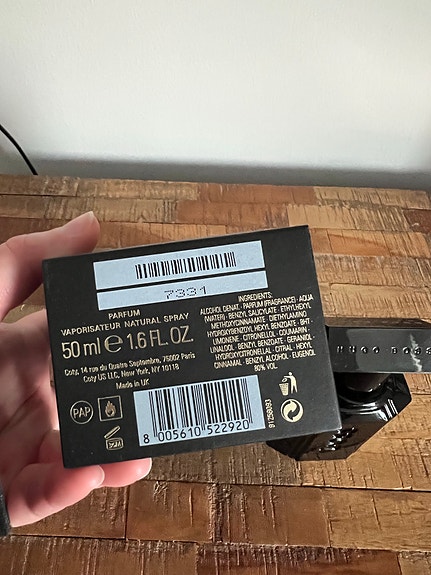 7331
PARFUM
VAPORISATEUR NATURAL SPRAY
50 ml e 1.6 FL. OZ.
Coty, 14 rue du Quatre Septembre, 75002 Paris
Coty US LLC, New York, NY 10118
Made in UK
PAP
8 005610 522920
INGREDIENTS:
ALCOHOL DENAT. · PARFUM (FRAGRANCE) · AQUA
(WATER) · BENZYL SALICYLATE · ETHYLHEXYL
METHOXYCINNAMATE · DIETHYLAMINO
HYDROXYBENZOYL HEXYL BENZOATE · BHT ·
LIMONENE · CITRONELLOL · COUMARIN ·
LINALOOL · BENZYL BENZOATE · GERANIOL ·
HYDROXYCITRONELLAL · CITRAL · HEXYL
CINNAMAL · BENZYL ALCOHOL · EUGENOL
80% VOL.
91258093
HUGO BOSS